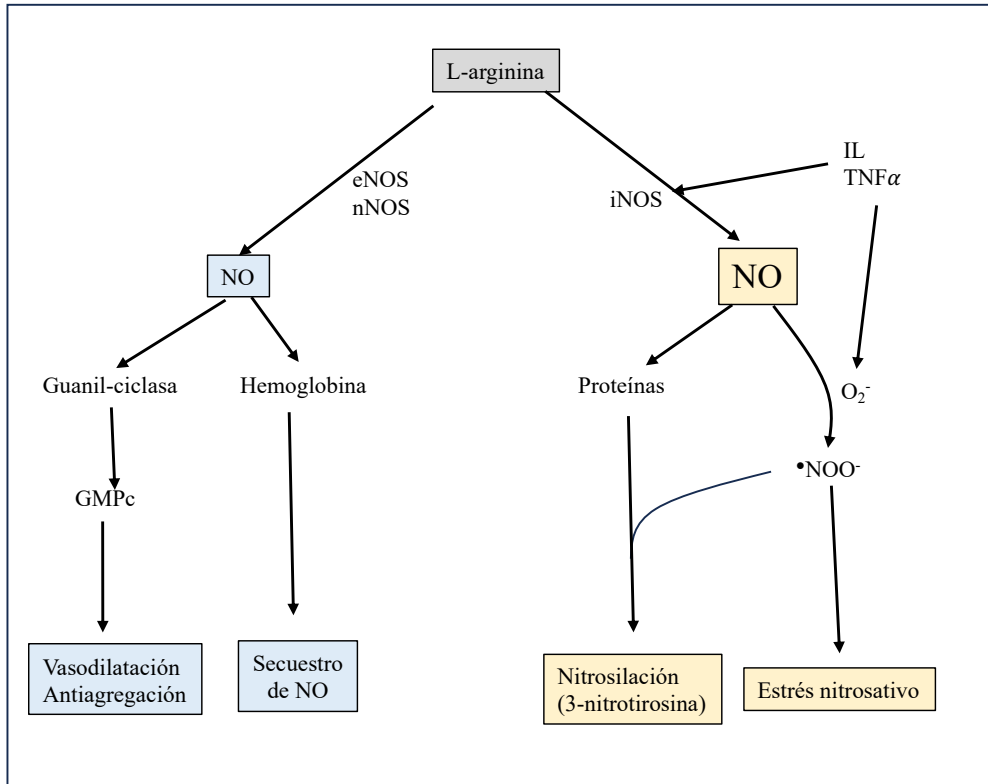 L-arginina
eNOS
nNOS
iNOS
IL
TNFα
NO
NO
Guanil-ciclasa
Hemoglobina
Proteínas
O₂⁻
•NOO⁻
GMPc
Vasodilatación
Antiagregación
Secuestro
de NO
Nitrosilación
(3-nitrotirosina)
Estrés nitrosativo